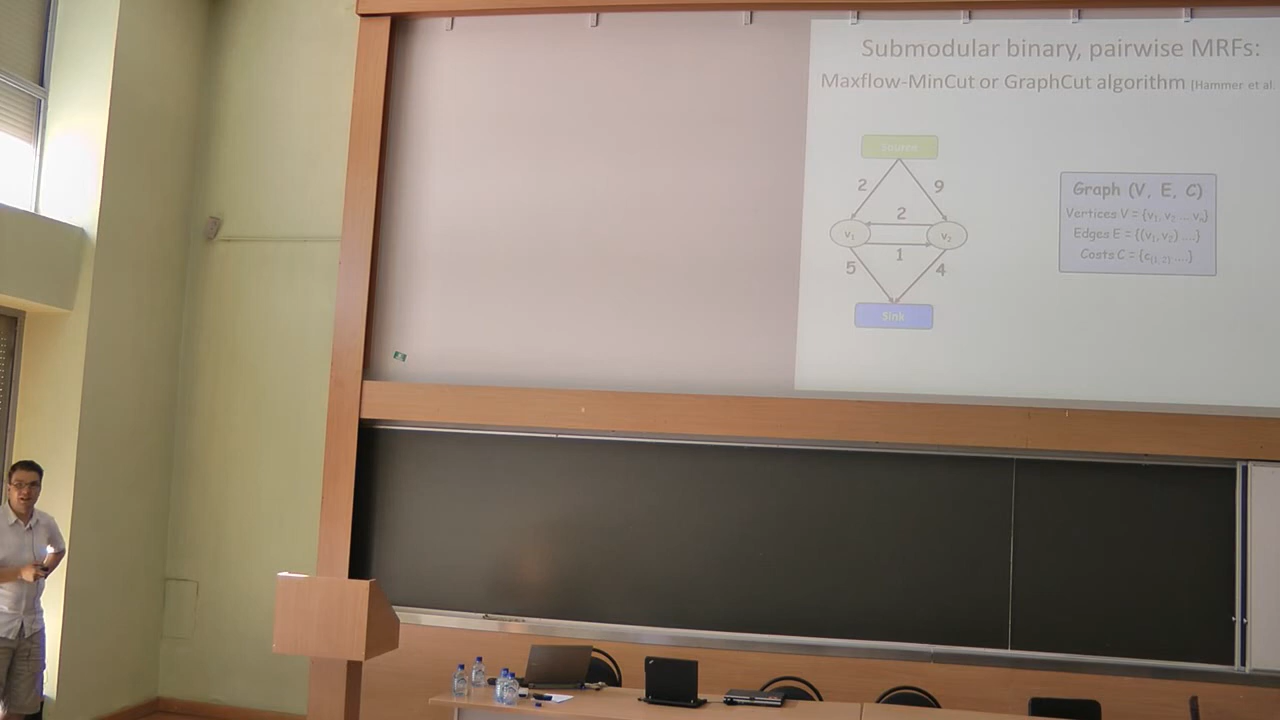 Submodular binary, pairwise MRFs:
Maxflow-MinCut or GraphCut algorithm [Hammer et al.
Source
2
9
2
v₁
v₂
1
5
4
Sink
Graph (V, E, C)
Vertices V = {v₁, v₂ ... vₙ}
Edges E = {(v₁, v₂) ....}
Costs C = {c₍₁, ₂₎ ....}